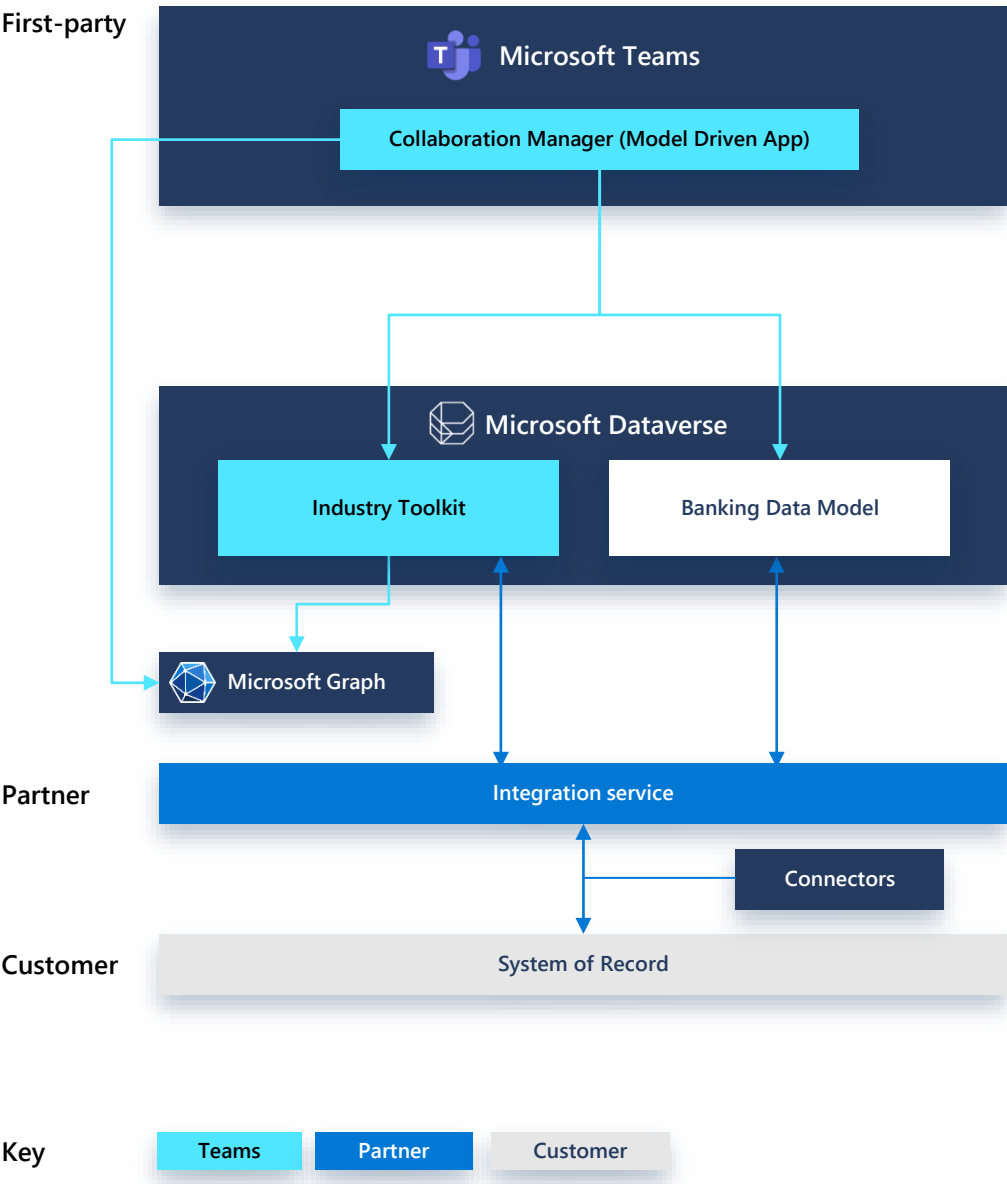 First-party
T
Microsoft Teams
Collaboration Manager (Model Driven App)
Microsoft Dataverse
Industry Toolkit
Banking Data Model
Microsoft Graph
Partner
Integration service
Connectors
Customer
System of Record
Key
Teams
Partner
Customer